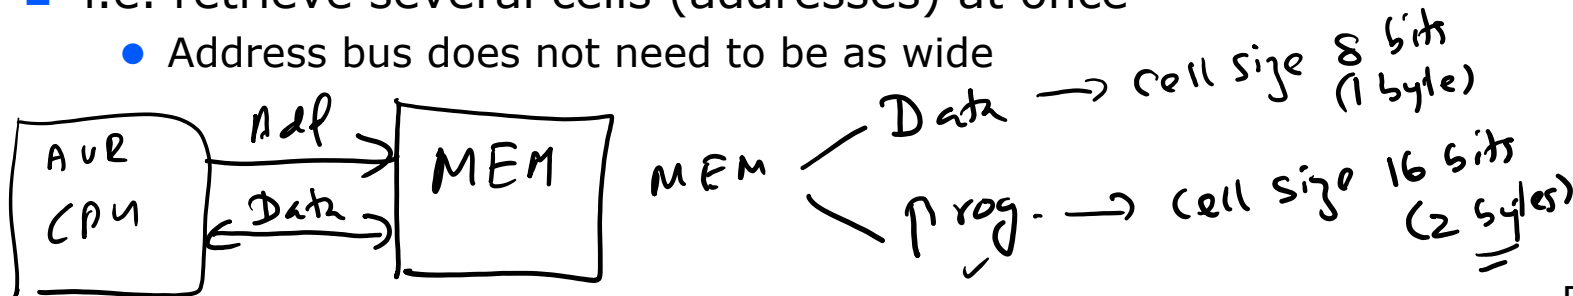 i.e. retrieve several cells (addresses) at once
Address bus does not need to be as wide
AVR
CPU
Data
MEM
MEM
Data → cell size 8 bits
(1 byte)
Prog. → cell size 16 bits
(2 bytes)